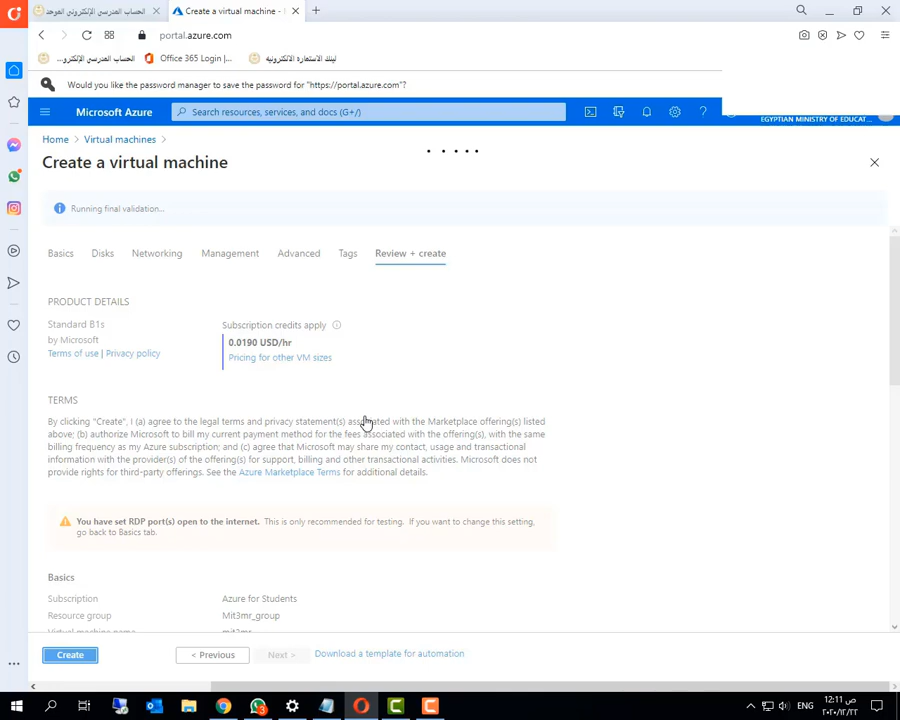 الحساب المدرسي الإلكتروني الموحد
Create a virtual machine -
portal.azure.com
الحساب المدرسي الإلكترو...
Office 365 Login |...
لينك الاستعاره الالكترونيه
Would you like the password manager to save the password for "https://portal.azure.com"?
Microsoft Azure
Search resources, services, and docs (G+/)
EGYPTIAN MINISTRY OF EDUCAT...
Home > Virtual machines >
Create a virtual machine
Running final validation...
Basics Disks Networking Management Advanced Tags Review + create
PRODUCT DETAILS
Standard B1s
by Microsoft
Terms of use | Privacy policy
Subscription credits apply
0.0190 USD/hr
Pricing for other VM sizes
TERMS
By clicking "Create", I (a) agree to the legal terms and privacy statement(s) associated with the Marketplace offering(s) listed
above; (b) authorize Microsoft to bill my current payment method for the fees associated with the offering(s), with the same
billing frequency as my Azure subscription; and (c) agree that Microsoft may share my contact, usage and transactional
information with the provider(s) of the offering(s) for support, billing and other transactional activities. Microsoft does not
provide rights for third-party offerings. See the Azure Marketplace Terms for additional details.
You have set RDP port(s) open to the internet. This is only recommended for testing. If you want to change this setting,
go back to Basics tab.
Basics
Subscription Azure for Students
Resource group Mit3mr_group
Virtual machine name mit3mr
Create < Previous Next > Download a template for automation
12:11 ص
٢٠٢٠/١٢/٢٢